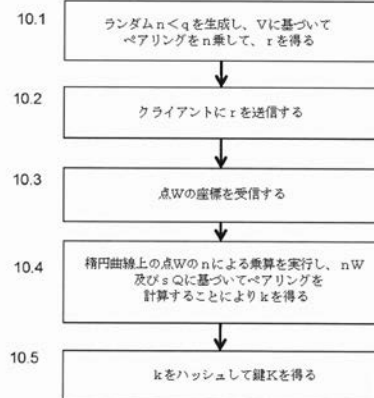 10.1
ランダムn<qを生成し、Vに基づいて
ペアリングをn乗して、rを得る
10.2
クライアントにrを送信する
10.3
点Wの座標を受信する
10.4
楕円曲線上の点Wのnによる乗算を実行し、nW
及びsQに基づいてペアリングを
計算することによりkを得る
10.5
kをハッシュして鍵Kを得る